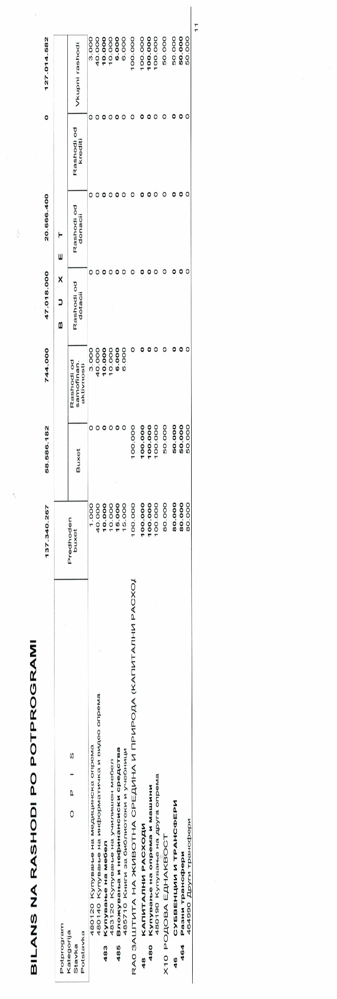 BILANS NA RASHODI PO POTPROGRAMI
137.340.267 58.586.182 744.000 47.018.000 20.666.400 0 127.014.582
Potprogram
Kategorija
Stavka
Potstavka
O P I S
Predhoden buxet
B U X E T
Buxet
Rashodi od samofinan. aktivnosti
Rashodi od dotacii
Rashodi od donacii
Rashodi od krediti
Vkupni rashodi
480120 Купување на медицинска опрема 1.000 0 3.000 0 0 0 3.000
480140 Купување на информатичка и видео опрема 40.000 0 40.000 0 0 0 40.000
483 Купување на мебел 10.000 0 10.000 0 0 0 10.000
483120 Купување на училишен мебел 10.000 0 10.000 0 0 0 10.000
485 Вложувања и нефинансиски средства 15.000 0 6.000 0 0 0 6.000
485710 Книги за библиотеки и учебници 15.000 0 6.000 0 0 0 6.000
RA0 ЗАШТИТА НА ЖИВОТНА СРЕДИНА И ПРИРОДА (КАПИТАЛНИ РАСХОД 100.000 100.000 0 0 0 0 100.000
48 КАПИТАЛНИ РАСХОДИ 100.000 100.000 0 0 0 0 100.000
480 Купување на опрема и машини 100.000 100.000 0 0 0 0 100.000
480190 Купување на друга опрема 100.000 100.000 0 0 0 0 100.000
X10 РОДОВА ЕДНАКВОСТ 80.000 50.000 0 0 0 0 50.000
46 СУБВЕНЦИИ И ТРАНСФЕРИ 80.000 50.000 0 0 0 0 50.000
464 Разни трансфери 80.000 50.000 0 0 0 0 50.000
464990 Други трансфери 80.000 50.000 0 0 0 0 50.000
11